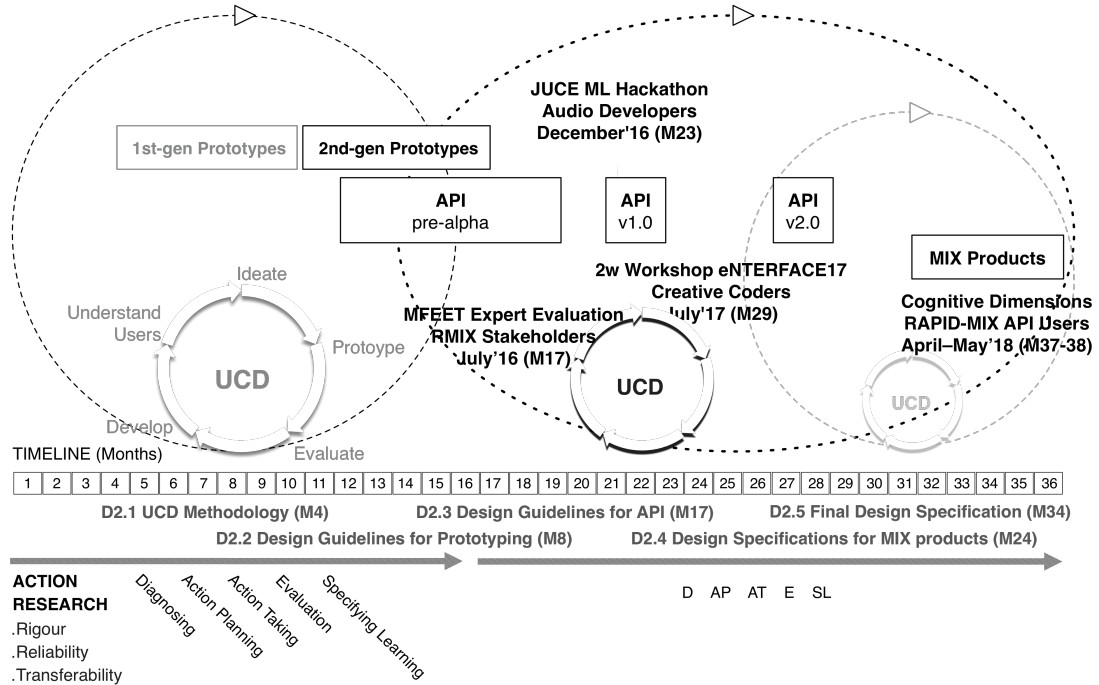 JUCE ML Hackathon
Audio Developers
December'16 (M23)
1st-gen Prototypes
2nd-gen Prototypes
API
pre-alpha
API
v1.0
API
v2.0
MIX Products
2w Workshop eNTERFACE17
Creative Coders
July'17 (M29)
Cognitive Dimensions
RAPID-MIX API Users
April–May'18 (M37-38)
MFEET Expert Evaluation
RMIX Stakeholders
July'16 (M17)
Ideate
Understand
Users
Protoype
UCD
Develop
Evaluate
UCD
UCD
TIMELINE (Months)
1 2 3 4 5 6 7 8 9 10 11 12 13 14 15 16 17 18 19 20 21 22 23 24 25 26 27 28 29 30 31 32 33 34 35 36
D2.1 UCD Methodology (M4)
D2.3 Design Guidelines for API (M17)
D2.5 Final Design Specification (M34)
D2.2 Design Guidelines for Prototyping (M8)
D2.4 Design Specifications for MIX products (M24)
ACTION
RESEARCH
.Rigour
.Reliability
.Transferability
Diagnosing
Action Planning
Action Taking
Evaluation
Specifying Learning
D AP AT E SL